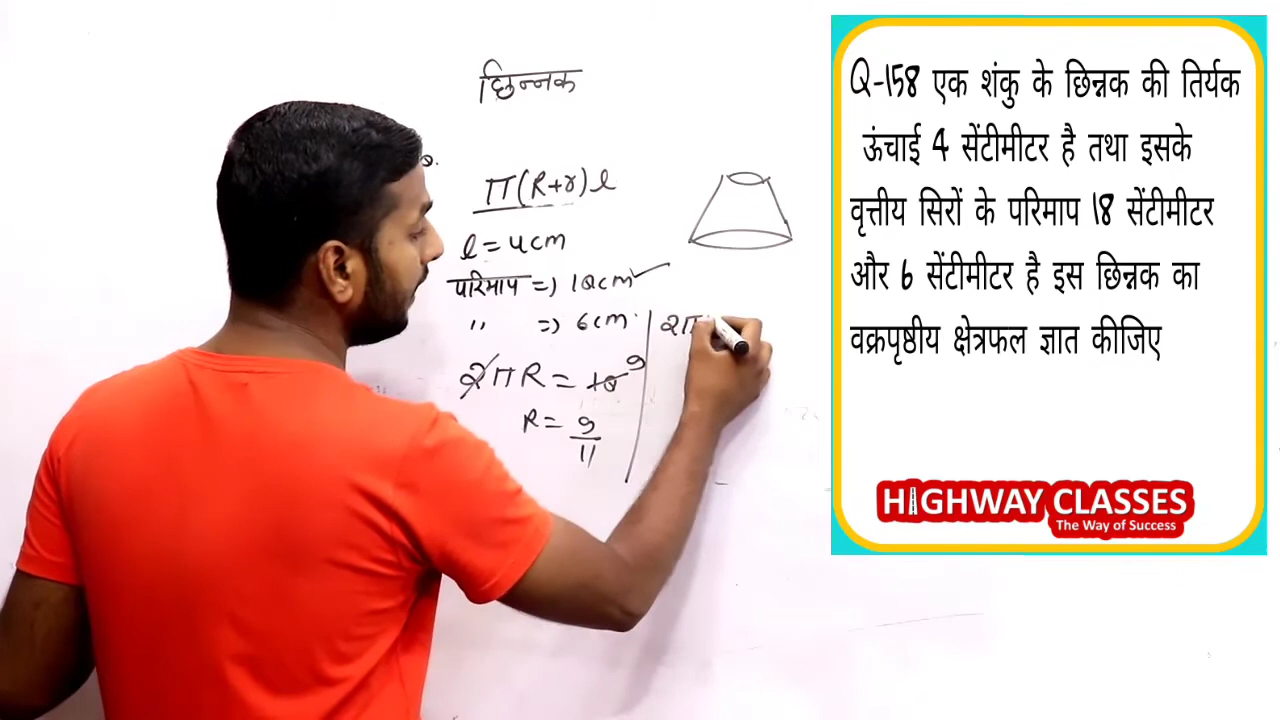 छिन्नक
π(R+r)l
l = 4cm
परिमाप => 18cm
" => 6cm.
2πR = 18 9
R = 9/π
2π
Q-158 एक शंकु के छिन्नक की तिर्यक
ऊंचाई 4 सेंटीमीटर है तथा इसके
वृत्तीय सिरों के परिमाप 18 सेंटीमीटर
और 6 सेंटीमीटर है इस छिन्नक का
वक्रपृष्ठीय क्षेत्रफल ज्ञात कीजिए
HIGHWAY CLASSES
The Way of Success